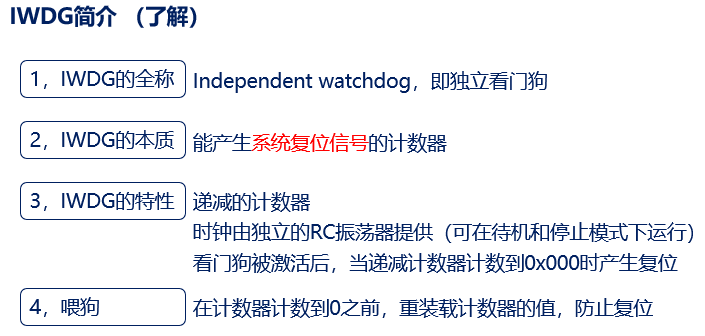 IWDG简介 （了解）
1，IWDG的全称 Independent watchdog，即独立看门狗
2，IWDG的本质 能产生系统复位信号的计数器
3，IWDG的特性 递减的计数器
时钟由独立的RC振荡器提供（可在待机和停止模式下运行）
看门狗被激活后，当递减计数器计数到0x000时产生复位
4，喂狗 在计数器计数到0之前，重装载计数器的值，防止复位